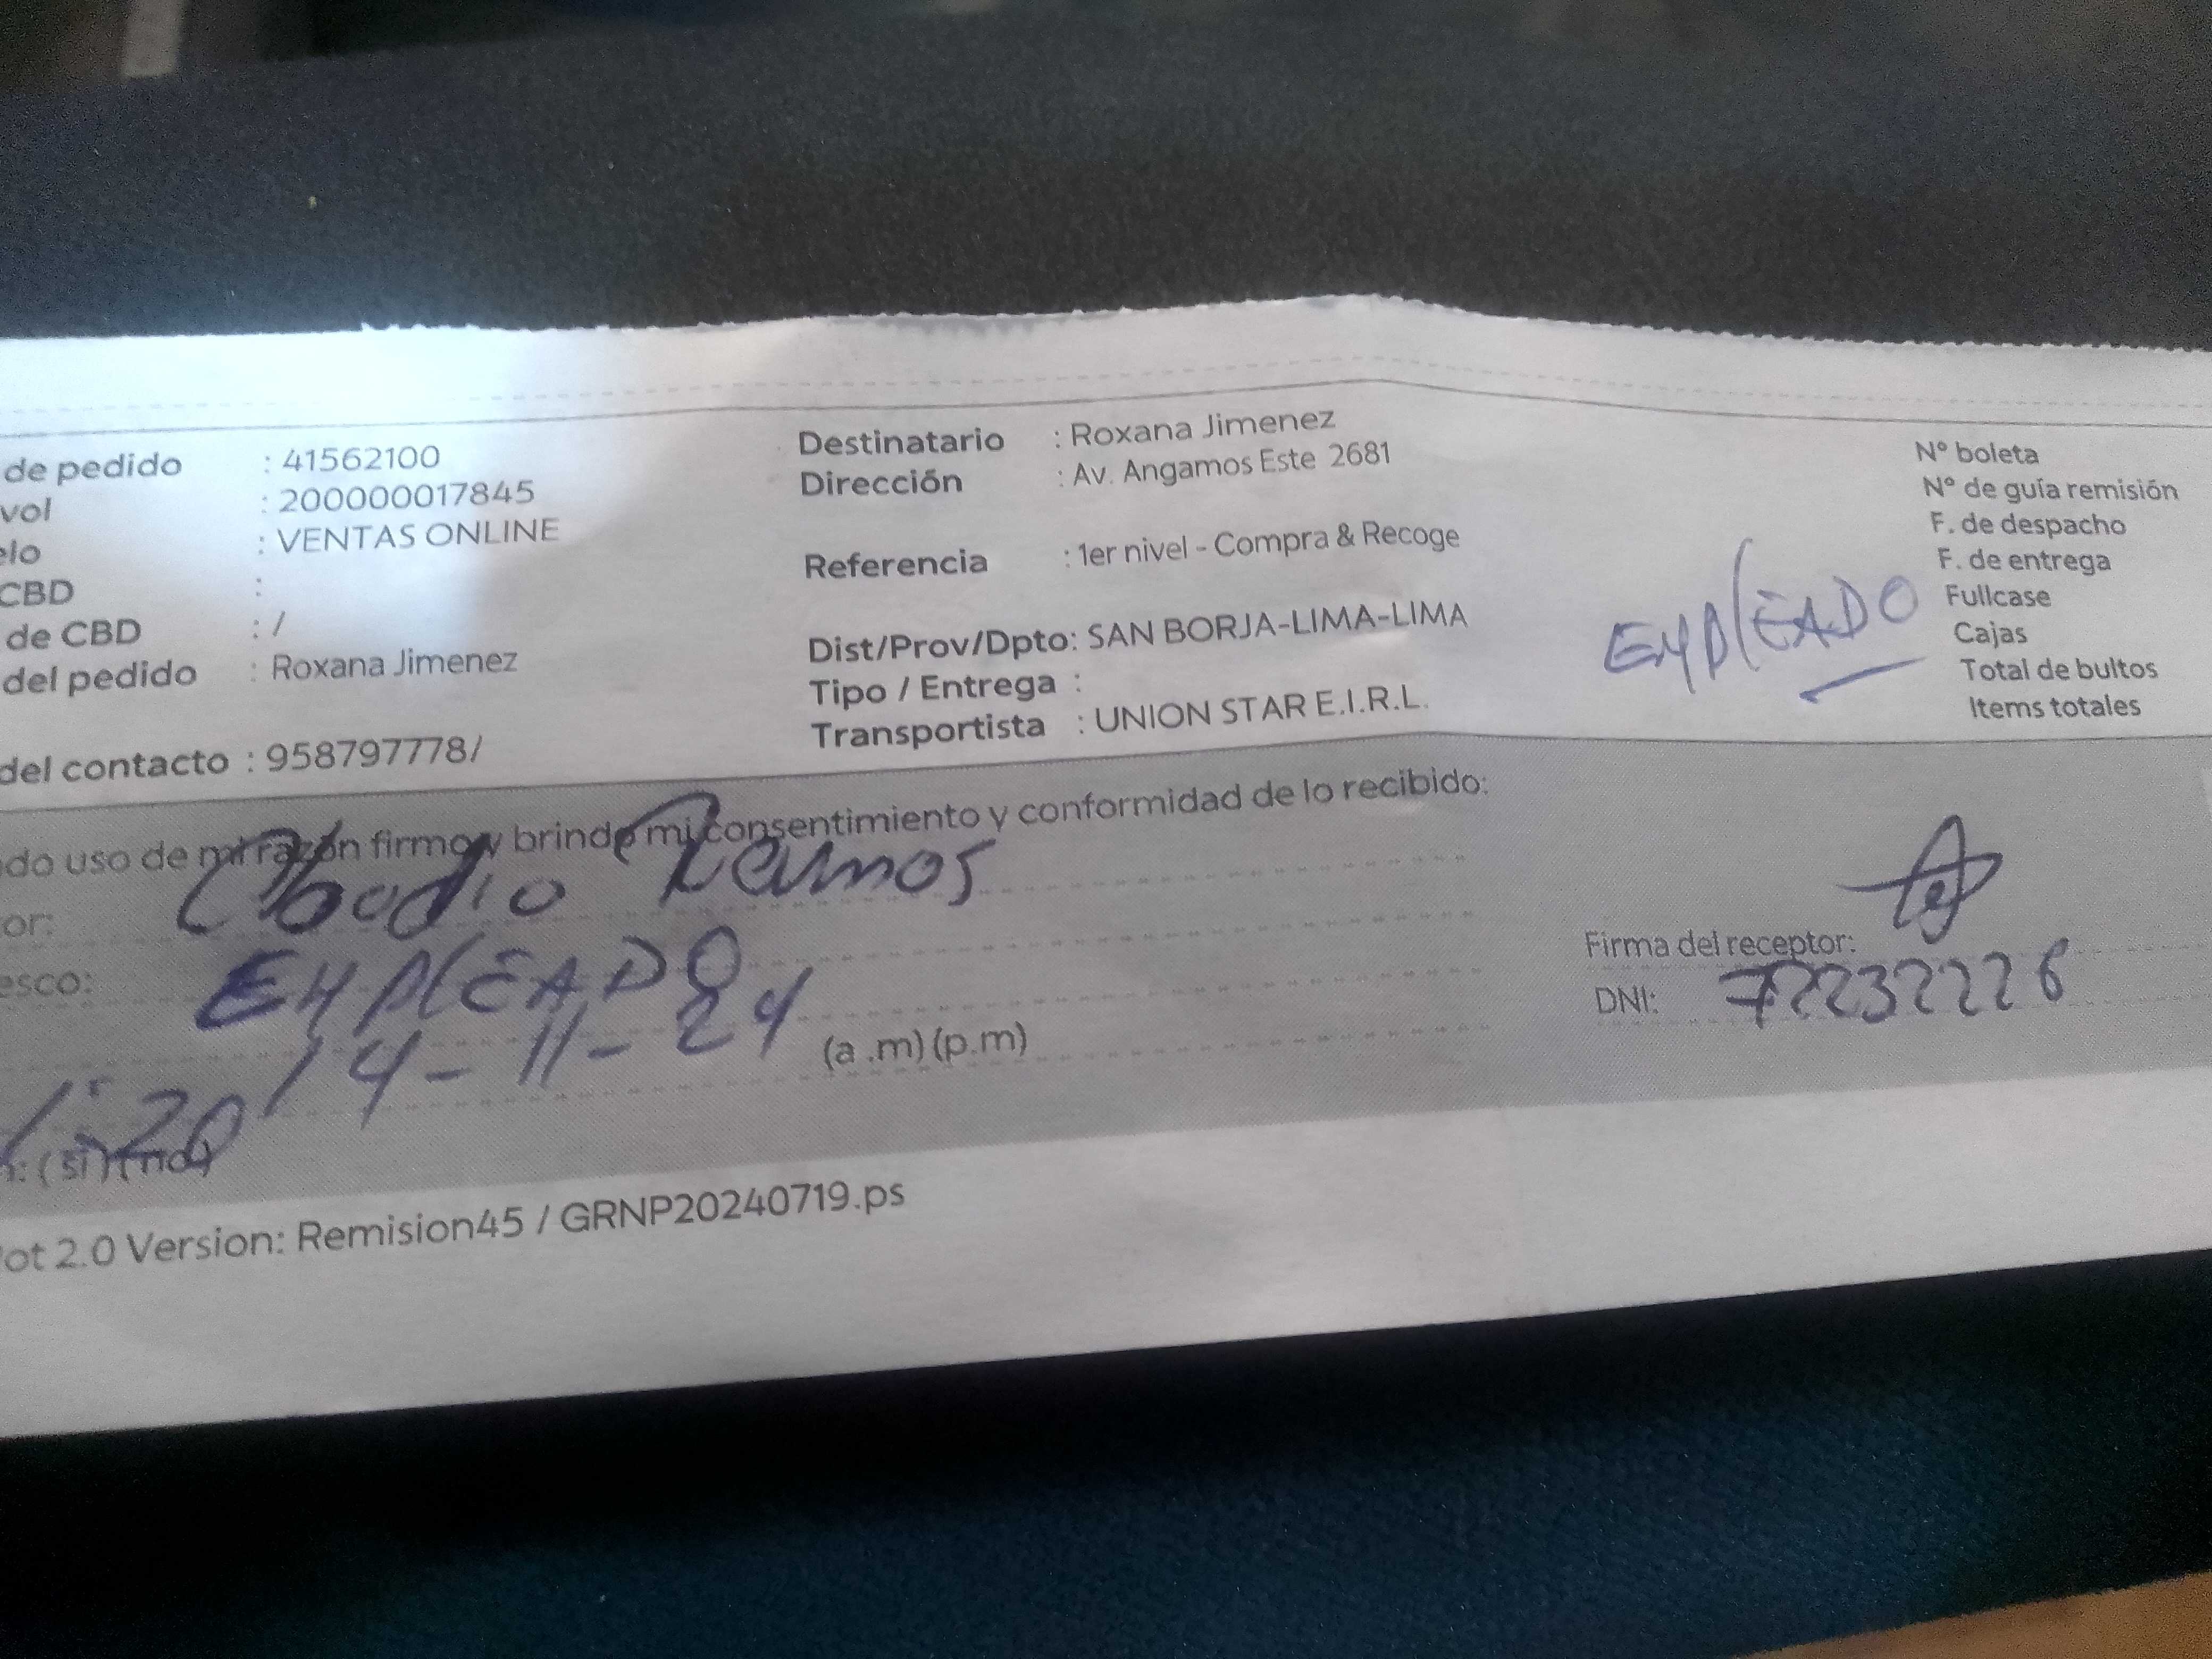 de pedido : 41562100
vol : 200000017845
elo : VENTAS ONLINE
CBD :
de CBD : /
del pedido : Roxana Jimenez
del contacto : 958797778/
Destinatario : Roxana Jimenez
Dirección : Av. Angamos Este 2681
Referencia : 1er nivel - Compra & Recoge
Dist/Prov/Dpto: SAN BORJA-LIMA-LIMA
Tipo / Entrega :
Transportista : UNION STAR E.I.R.L.
EMPLEADO
N° boleta
N° de guía remisión
F. de despacho
F. de entrega
Fullcase
Cajas
Total de bultos
Items totales
do uso de mi razón firmo y brindo mi consentimiento y conformidad de lo recibido:
or: Ramos
esco: EMPLEADO
14-11-24 (a .m) (p.m)
20
: (si) (no)
Firma del receptor:
DNI: 72232226
ot 2.0 Version: Remision45 / GRNP20240719.ps